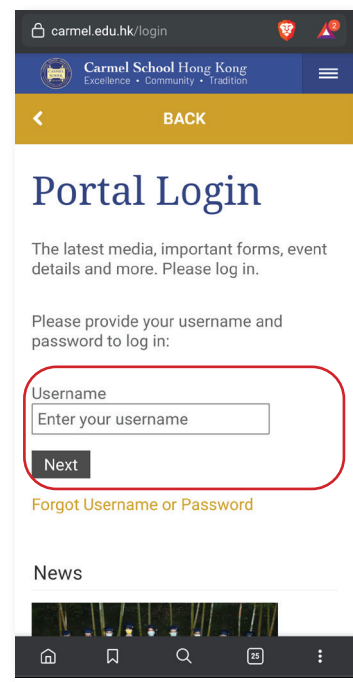 carmel.edu.hk/login
2
Carmel School Hong Kong
Excellence • Community • Tradition
BACK
Portal Login
The latest media, important forms, event
details and more. Please log in.
Please provide your username and
password to log in:
Username
Enter your username
Next
Forgot Username or Password
News
25